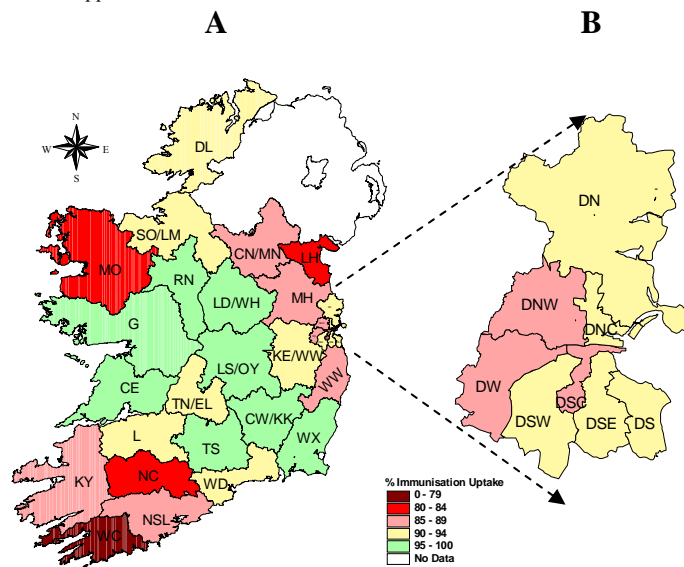 A
B
N
W
E
S
DL
DN
SO/LM
CN/MN
LH
MO
RN
MH
LD/WH
DNW
DNC
G
KE/WW
LS/OY
WW
DW
DSC
CE
TN/EL
DSW
DSE
DS
CW/KK
L
TS
WX
KY
NC
WD
NSL
WC
% Immunisation Uptake
0 - 79
80 - 84
85 - 89
90 - 94
95 - 100
No Data